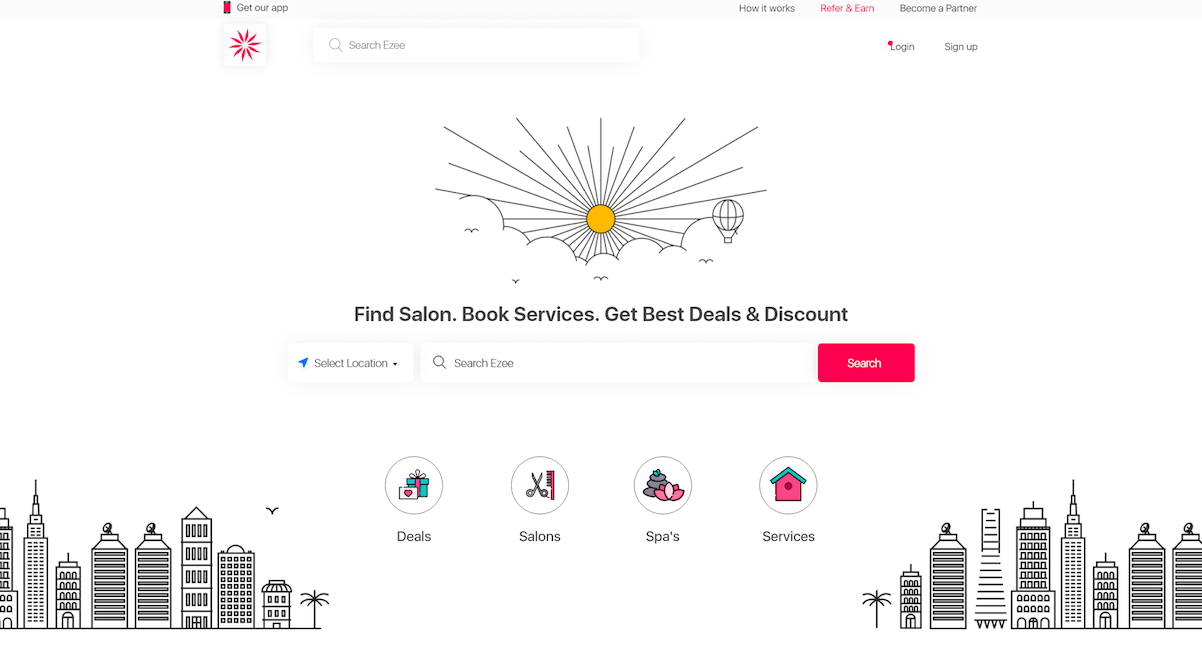 Get our app How it works Refer & Earn Become a Partner
Search Ezee Login Sign up
Find Salon. Book Services. Get Best Deals & Discount
Select Location Search Ezee Search
Deals Salons Spa's Services